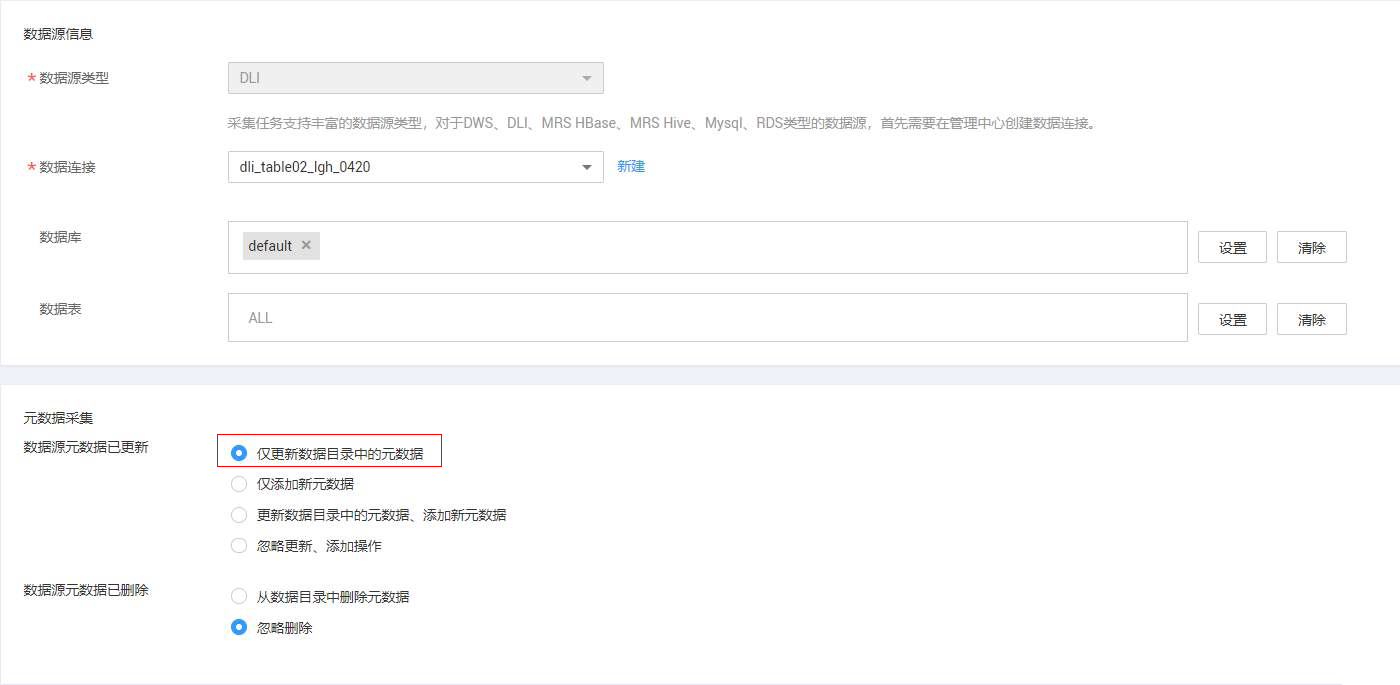 数据源信息
* 数据源类型 DLI
采集任务支持丰富的数据源类型，对于DWS、DLI、MRS HBase、MRS Hive、Mysql、RDS类型的数据源，首先需要在管理中心创建数据连接。
* 数据连接 dli_table02_lgh_0420 新建
数据库 default × 设置 清除
数据表 ALL 设置 清除
元数据采集
数据源元数据已更新 仅更新数据目录中的元数据
仅添加新元数据
更新数据目录中的元数据、添加新元数据
忽略更新、添加操作
数据源元数据已删除 从数据目录中删除元数据
忽略删除